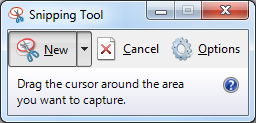 Snipping Tool
New Cancel Options
Drag the cursor around the area
you want to capture.
?